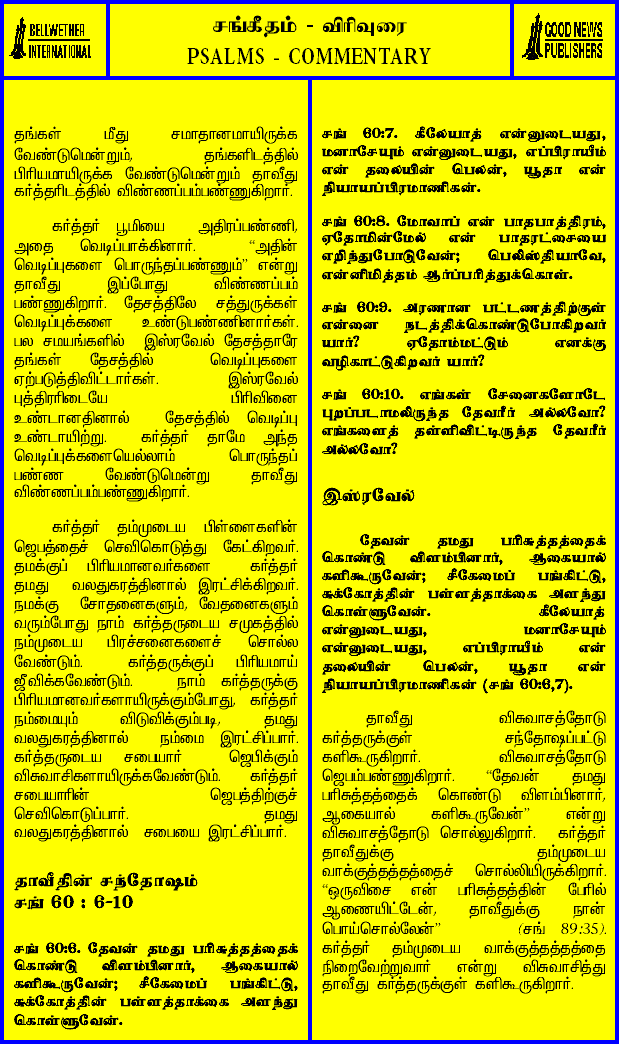 BELLWETHER
INTERNATIONAL
சங்கீதம் - விரிவுரை
PSALMS - COMMENTARY
GOOD NEWS
PUBLISHERS
தங்கள் மீது சமாதானமாயிருக்க
வேண்டுமென்றும், தங்களிடத்தில்
பிரியமாயிருக்க வேண்டுமென்றும் தாவீது
கர்த்தரிடத்தில் விண்ணப்பம்பண்ணுகிறார்.
கர்த்தர் பூமியை அதிரப்பண்ணி,
அதை வெடிப்பாக்கினார். “அதின்
வெடிப்புகளை பொருந்தப்பண்ணும்” என்று
தாவீது இப்போது விண்ணப்பம்
பண்ணுகிறார். தேசத்திலே சத்துருக்கள்
வெடிப்புக்களை உண்டுபண்ணினார்கள்.
பல சமயங்களில் இஸ்ரவேல் தேசத்தாரே
தங்கள் தேசத்தில் வெடிப்புகளை
ஏற்படுத்திவிட்டார்கள். இஸ்ரவேல்
புத்திரரிடையே பிரிவினை
உண்டானதினால் தேசத்தில் வெடிப்பு
உண்டாயிற்று. கர்த்தர் தாமே அந்த
வெடிப்புக்களையெல்லாம் பொருந்தப்
பண்ண வேண்டுமென்று தாவீது
விண்ணப்பம்பண்ணுகிறார்.
கர்த்தர் தம்முடைய பிள்ளைகளின்
ஜெபத்தைச் செவிகொடுத்து கேட்கிறவர்.
தமக்குப் பிரியமானவர்களை கர்த்தர்
தமது வலதுகரத்தினால் இரட்சிக்கிறவர்.
நமக்கு சோதனைகளும், வேதனைகளும்
வரும்போது நாம் கர்த்தருடைய சமுகத்தில்
நம்முடைய பிரச்சனைகளைச் சொல்ல
வேண்டும். கர்த்தருக்குப் பிரியமாய்
ஜீவிக்கவேண்டும். நாம் கர்த்தருக்கு
பிரியமானவர்களாயிருக்கும்போது, கர்த்தர்
நம்மையும் விடுவிக்கும்படி, தமது
வலதுகரத்தினால் நம்மை இரட்சிப்பார்.
கர்த்தருடைய சபையார் ஜெபிக்கும்
விசுவாசிகளாயிருக்கவேண்டும். கர்த்தர்
சபையாரின் ஜெபத்திற்குச்
செவிகொடுப்பார். தமது
வலதுகரத்தினால் சபையை இரட்சிப்பார்.
தாவீதின் சந்தோஷம்
சங் 60 : 6-10
சங் 60:6. தேவன் தமது பரிசுத்தத்தைக்
கொண்டு விளம்பினார், ஆகையால்
களிகூருவேன்; சீகேமைப் பங்கிட்டு,
சுக்கோத்தின் பள்ளத்தாக்கை அளந்து
கொள்ளுவேன்.
சங் 60:7. கீலேயாத் என்னுடையது,
மனாசேயும் என்னுடையது, எப்பிராயீம்
என் தலையின் பெலன், யூதா என்
நியாயப்பிரமாணிகன்.
சங் 60:8. மோவாப் என் பாதபாத்திரம்,
ஏதோமின்மேல் என் பாதரட்சையை
எறிந்துபோடுவேன்; பெலிஸ்தியாவே,
என்னிமித்தம் ஆர்ப்பரித்துக்கொள்.
சங் 60:9. அரணான பட்டணத்திற்குள்
என்னை நடத்திக்கொண்டுபோகிறவர்
யார்? ஏதோம்மட்டும் எனக்கு
வழிகாட்டுகிறவர் யார்?
சங் 60:10. எங்கள் சேனைகளோடே
புறப்படாமலிருந்த தேவரீர் அல்லவோ?
எங்களைத் தள்ளிவிட்டிருந்த தேவரீர்
அல்லவோ?
இஸ்ரவேல்
தேவன் தமது பரிசுத்தத்தைக்
கொண்டு விளம்பினார், ஆகையால்
களிகூருவேன்; சீகேமைப் பங்கிட்டு,
சுக்கோத்தின் பள்ளத்தாக்கை அளந்து
கொள்ளுவேன். கீலேயாத்
என்னுடையது, மனாசேயும்
என்னுடையது, எப்பிராயீம் என்
தலையின் பெலன், யூதா என்
நியாயப்பிரமாணிகன் (சங் 60:6,7).
தாவீது விசுவாசத்தோடு
கர்த்தருக்குள் சந்தோஷப்பட்டு
களிகூருகிறார். விசுவாசத்தோடு
ஜெபம்பண்ணுகிறார். “தேவன் தமது
பரிசுத்தத்தைக் கொண்டு விளம்பினார்,
ஆகையால் களிகூருவேன்” என்று
விசுவாசத்தோடு சொல்லுகிறார். கர்த்தர்
தாவீதுக்கு தம்முடைய
வாக்குத்தத்தத்தைச் சொல்லியிருக்கிறார்.
“ஒருவிசை என் பரிசுத்தத்தின் பேரில்
ஆணையிட்டேன், தாவீதுக்கு நான்
பொய்சொல்லேன்” (சங் 89:35).
கர்த்தர் தம்முடைய வாக்குத்தத்தத்தை
நிறைவேற்றுவார் என்று விசுவாசித்து
தாவீது கர்த்தருக்குள் களிகூருகிறார்.